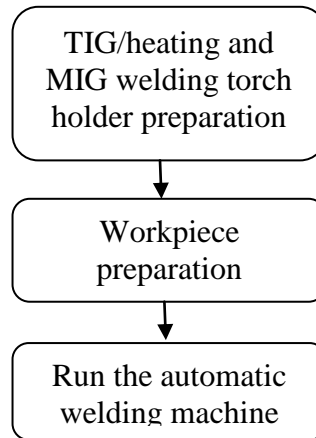 TIG/heating and
MIG welding torch
holder preparation
Workpiece
preparation
Run the automatic
welding machine